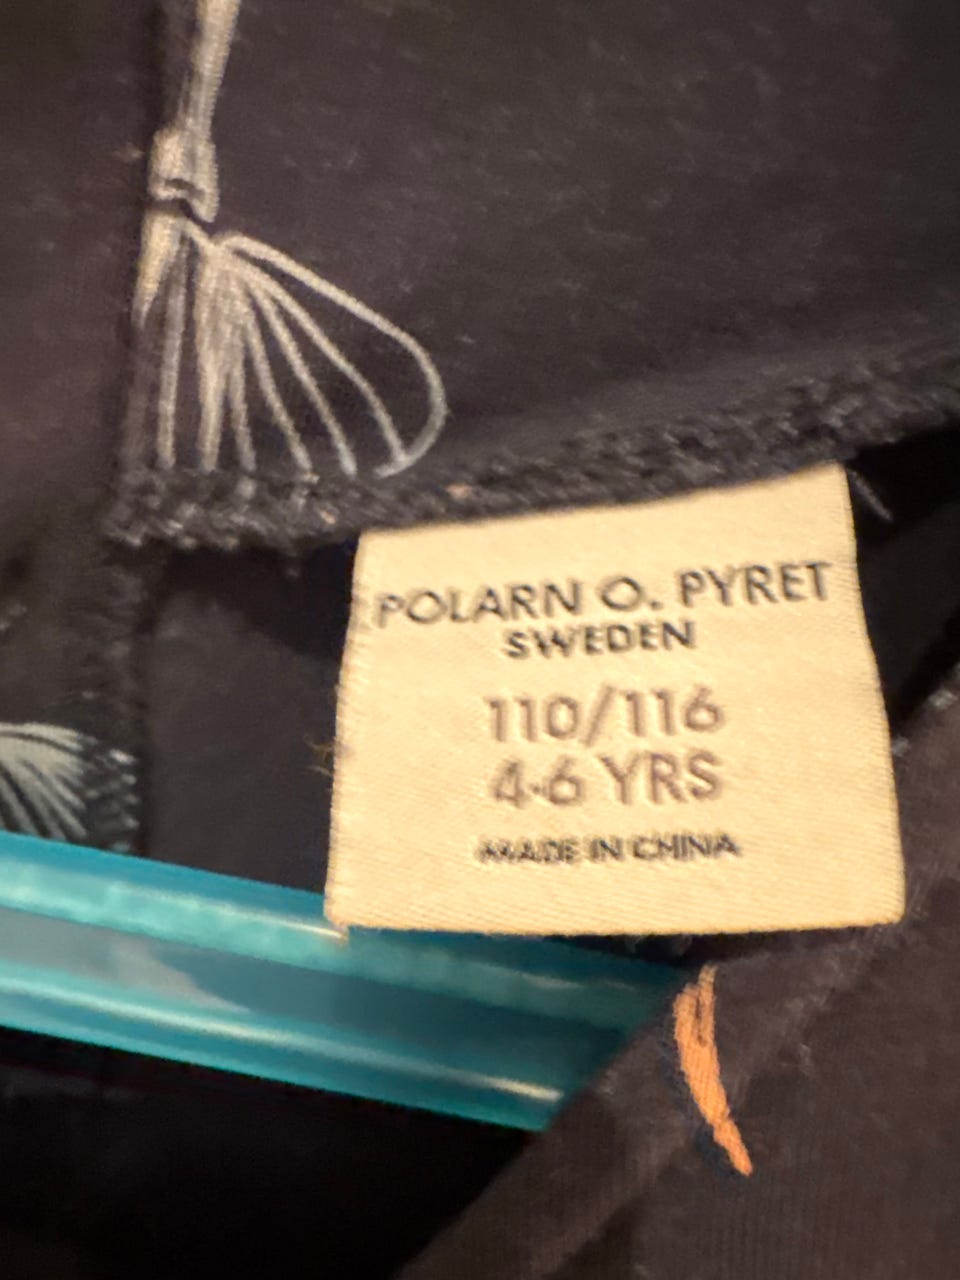 POLARN O. PYRET
SWEDEN
110/116
4-6 YRS
MADE IN CHINA